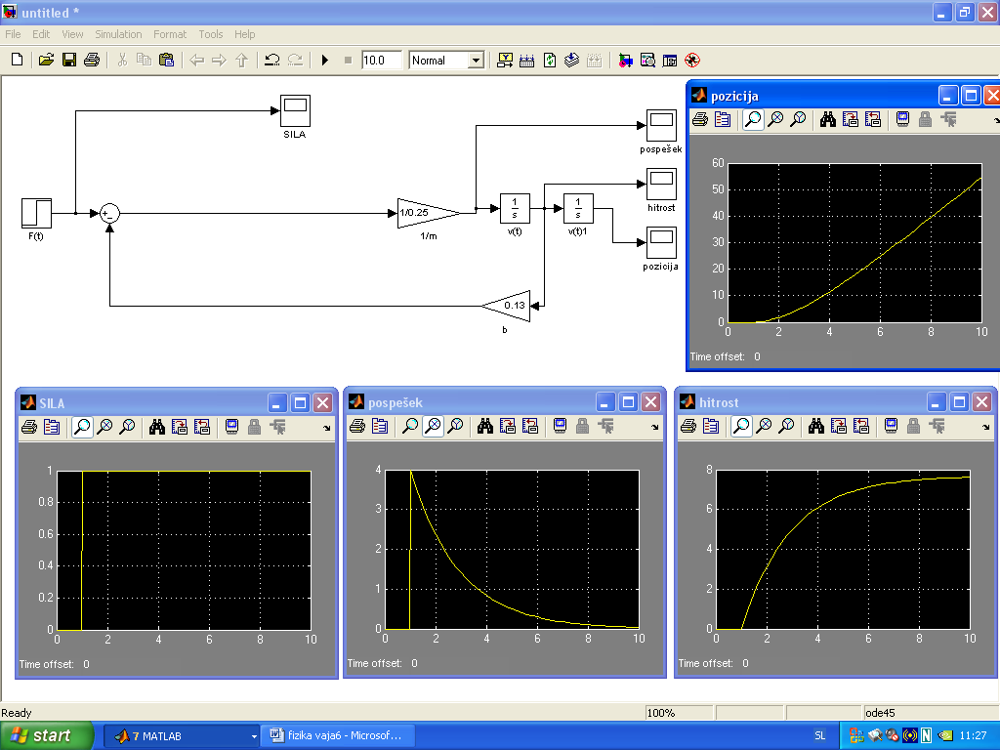 untitled *
File Edit View Simulation Format Tools Help
10.0 Normal
SILA
pospešek
hitrost
pozicija
F(t)
+
-
1/0.25
1/m
1
s
v(t)
1
s
v(t)1
0.13
b
pozicija
60
50
40
30
20
10
0
0 2 4 6 8 10
Time offset: 0
SILA
1
0.8
0.6
0.4
0.2
0
0 2 4 6 8 10
Time offset: 0
pospešek
4
3
2
1
0
0 2 4 6 8 10
Time offset: 0
hitrost
8
6
4
2
0
0 2 4 6 8 10
Time offset: 0
Ready 100% ode45
start 7 MATLAB fizika vaja6 - Microsof... SL N 11:27